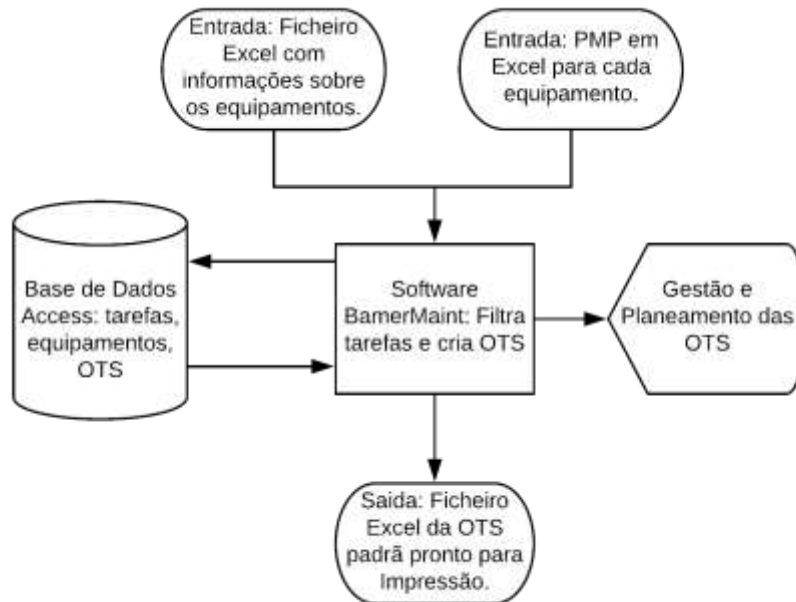 Entrada: Ficheiro
Excel com
informações sobre
os equipamentos.
Entrada: PMP em
Excel para cada
equipamento.
Base de Dados
Access: tarefas,
equipamentos,
OTS
Software
BamerMaint: Filtra
tarefas e cria OTS
Gestão e
Planeamento das
OTS
Saida: Ficheiro
Excel da OTS
padrã pronto para
Impressão.